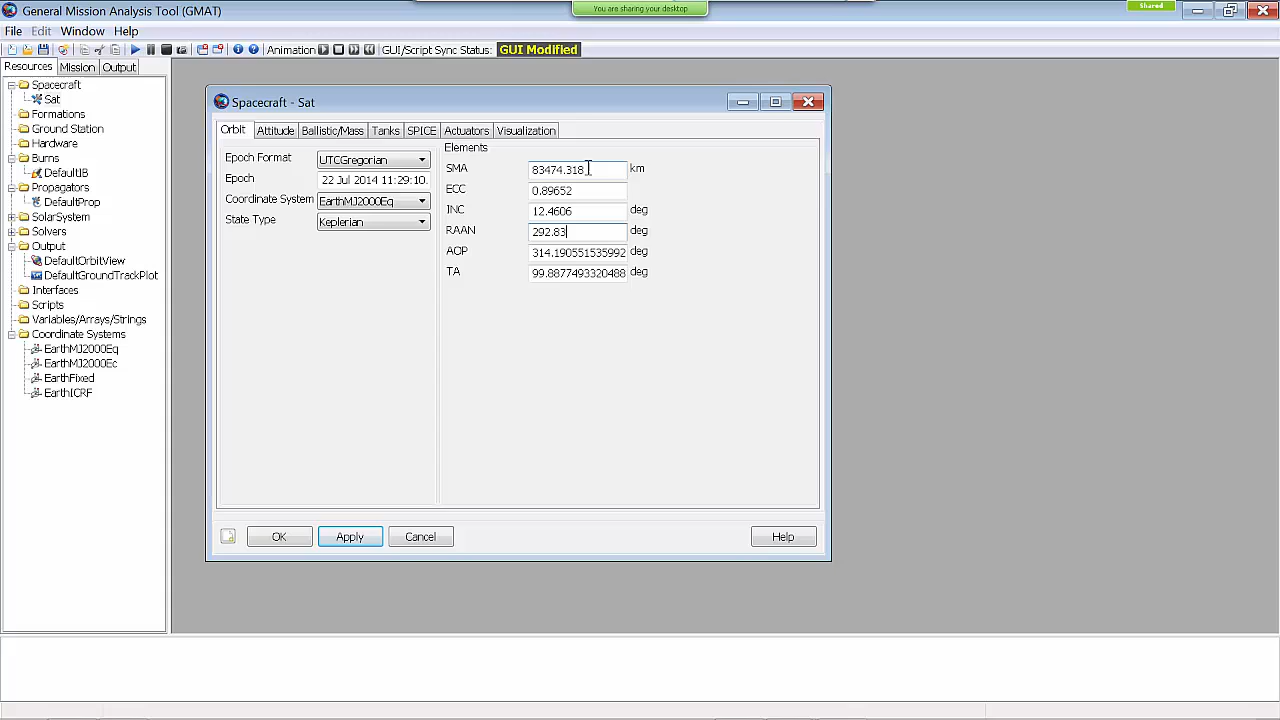 You are sharing your desktop
Shared
General Mission Analysis Tool (GMAT)
File Edit Window Help
Animation GUI/Script Sync Status: GUI Modified
Resources Mission Output
Spacecraft
Sat
Formations
Ground Station
Hardware
Burns
DefaultIB
Propagators
DefaultProp
SolarSystem
Solvers
Output
DefaultOrbitView
DefaultGroundTrackPlot
Interfaces
Scripts
Variables/Arrays/Strings
Coordinate Systems
EarthMJ2000Eq
EarthMJ2000Ec
EarthFixed
EarthICRF
Spacecraft - Sat
Orbit Attitude Ballistic/Mass Tanks SPICE Actuators Visualization
Epoch Format UTCGregorian
Epoch 22 Jul 2014 11:29:10.
Coordinate System EarthMJ2000Eq
State Type Keplerian
Elements
SMA 83474.318 km
ECC 0.89652
INC 12.4606 deg
RAAN 292.83 deg
AOP 314.190551535992 deg
TA 99.8877493320488 deg
OK Apply Cancel Help